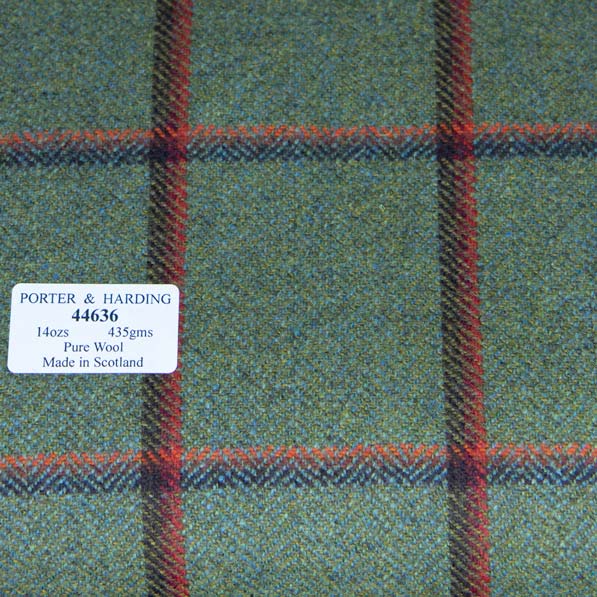 PORTER & HARDING
44636
14ozs 435gms
Pure Wool
Made in Scotland